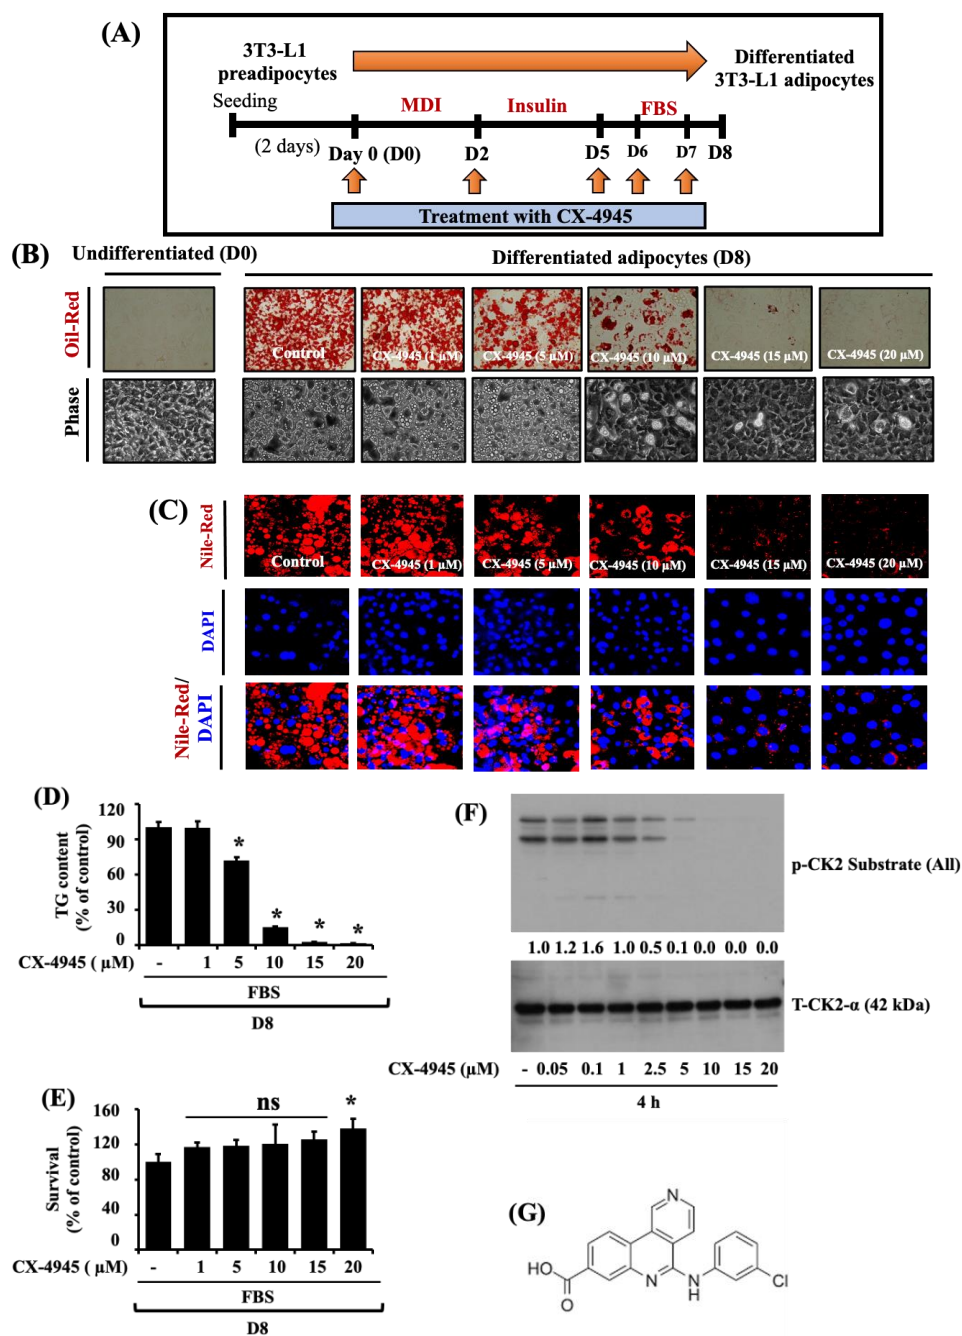 (A)
3T3-L1
preadipocytes
Differentiated
3T3-L1 adipocytes
Seeding
MDI
Insulin
FBS
(2 days)
Day 0 (D0)
D2
D5
D6
D7
D8
Treatment with CX-4945
(B)
Undifferentiated (D0)
Differentiated adipocytes (D8)
Oil-Red
Control
CX-4945 (1 μM)
CX-4945 (5 μM)
CX-4945 (10 μM)
CX-4945 (15 μM)
CX-4945 (20 μM)
Phase
(C)
Nile-Red
Control
CX-4945 (1 μM)
CX-4945 (5 μM)
CX-4945 (10 μM)
CX-4945 (15 μM)
CX-4945 (20 μM)
DAPI
Nile-Red/
DAPI
(D)
TG content
(% of control)
120
90
60
30
0
*
*
*
*
CX-4945 ( μM)
- 1 5 10 15 20
FBS
D8
(F)
p-CK2 Substrate (All)
1.0 1.2 1.6 1.0 0.5 0.1 0.0 0.0 0.0
T-CK2-α (42 kDa)
CX-4945 (μM)
- 0.05 0.1 1 2.5 5 10 15 20
4 h
(E)
Survival
(% of control)
160
120
80
40
0
ns
*
CX-4945 ( μM)
- 1 5 10 15 20
FBS
D8
(G)
N
HO
O
N
N
H
Cl